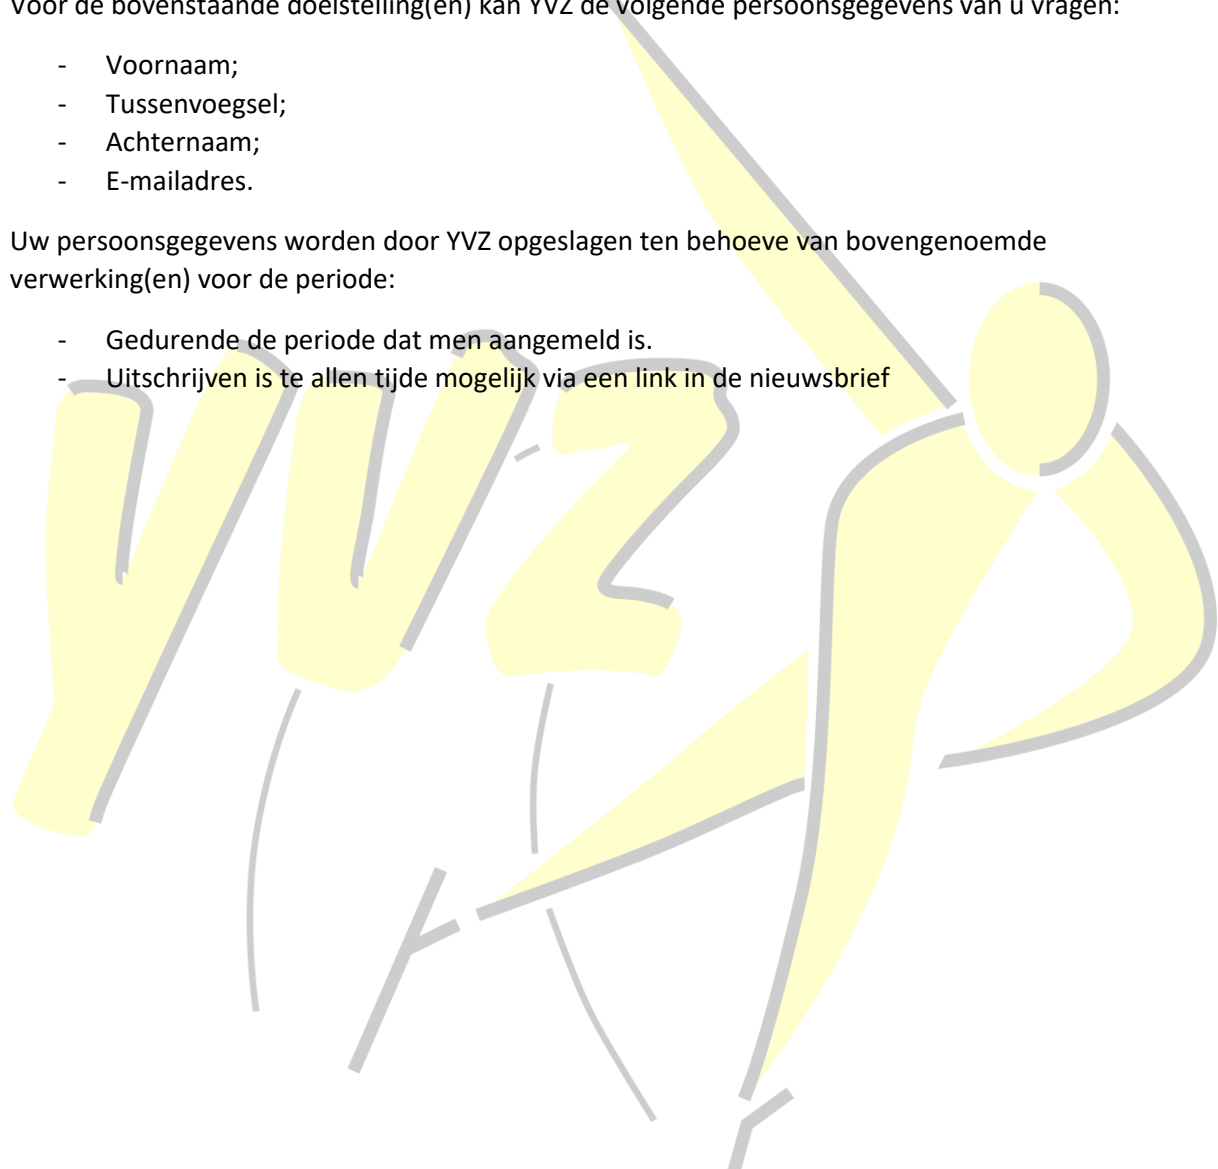 Voor de bovenstaande doelstelling(en) kan YVZ de volgende persoonsgegevens van u vragen:
- Voornaam;
- Tussenvoegsel;
- Achternaam;
- E-mailadres.
Uw persoonsgegevens worden door YVZ opgeslagen ten behoeve van bovengenoemde
verwerking(en) voor de periode:
- Gedurende de periode dat men aangemeld is.
- Uitschrijven is te allen tijde mogelijk via een link in de nieuwsbrief
YVZ